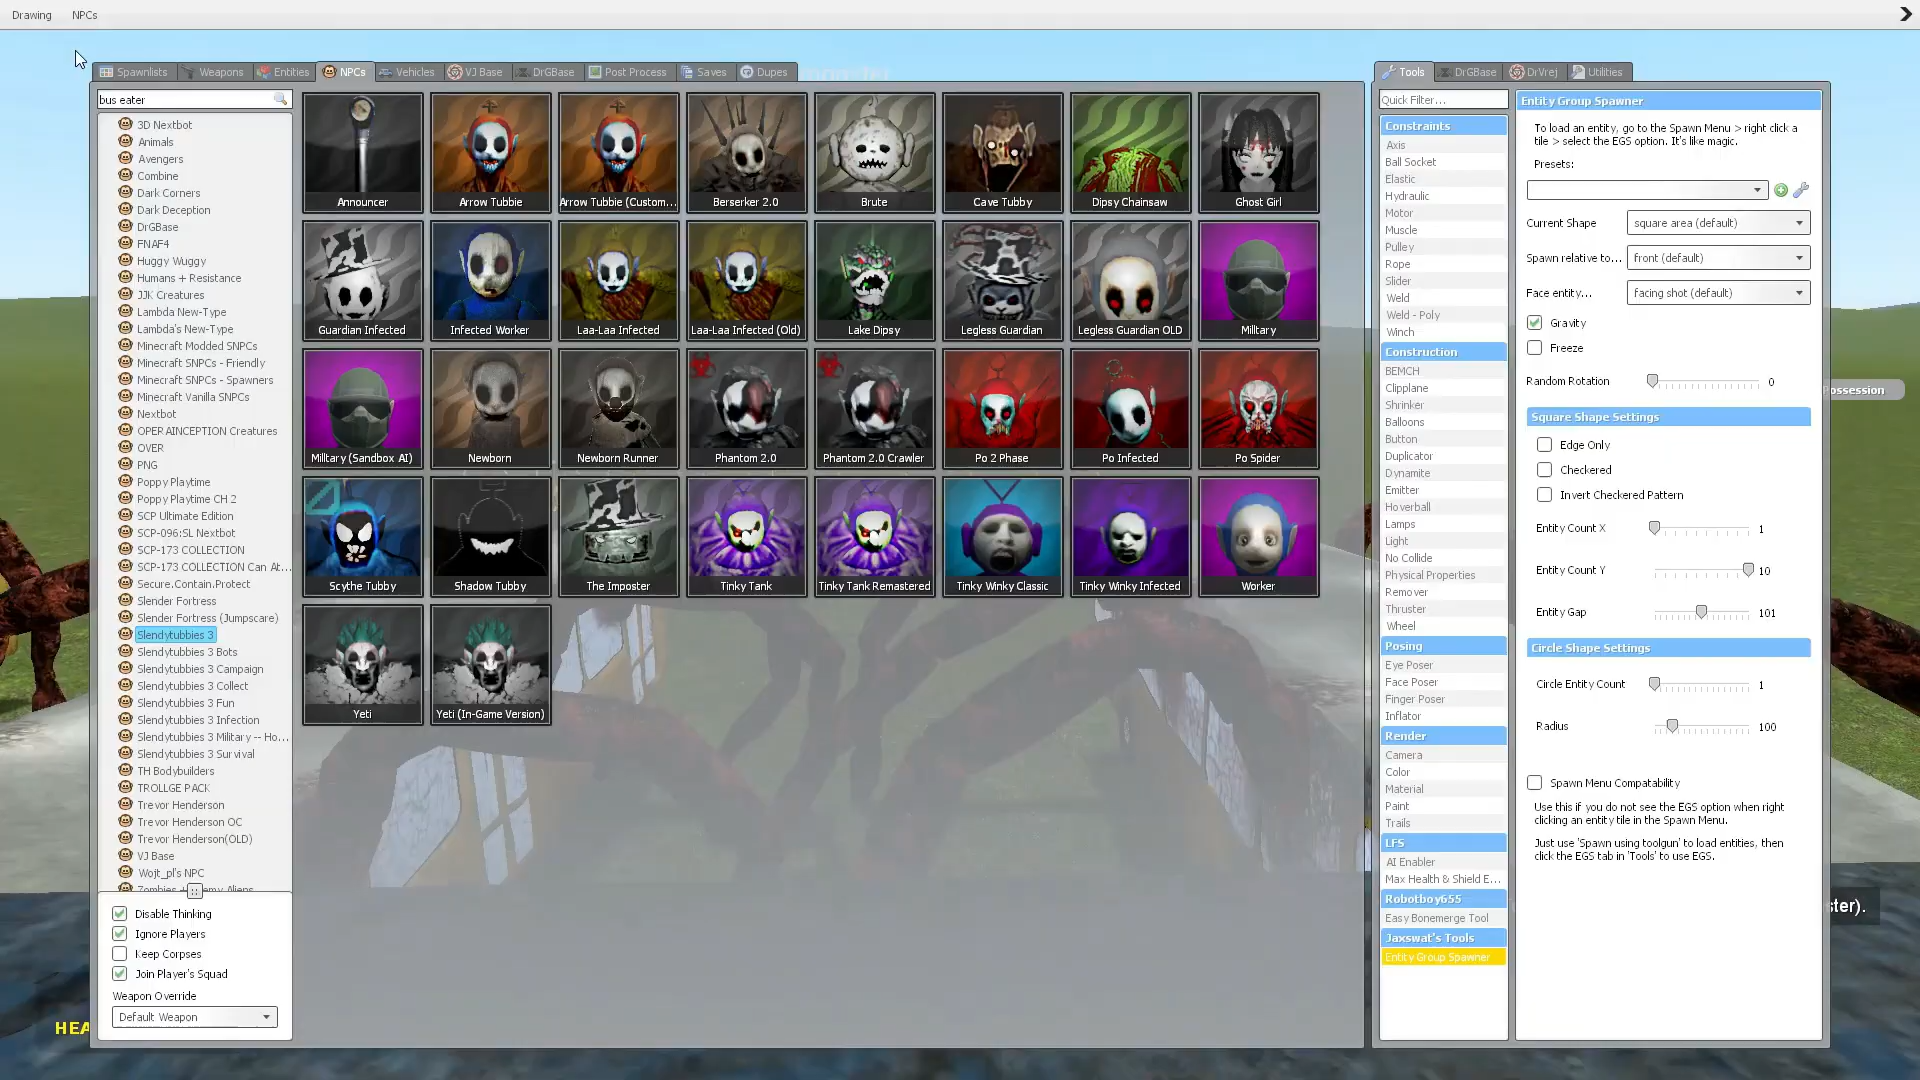 Drawing NPCs
Spawnlists Weapons Entities NPCs Vehicles VJ Base DrGBase Post Process Saves Dupes
bus eater
3D Nextbot
Animals
Avengers
Combine
Dark Corners
Dark Deception
DrGBase
FNAF4
Huggy Wuggy
Humans + Resistance
JJK Creatures
Lambda New-Type
Lambda's New-Type
Minecraft Modded SNPCs
Minecraft SNPCs - Friendly
Minecraft SNPCs - Spawners
Minecraft Vanilla SNPCs
Nextbot
OPERAINCEPTION Creatures
OVER
PNG
Poppy Playtime
Poppy Playtime CH 2
SCP Ultimate Edition
SCP-096:SL Nextbot
SCP-173 COLLECTION
SCP-173 COLLECTION Can At...
Secure.Contain.Protect
Slender Fortress
Slender Fortress (Jumpscare)
Slendytubbies 3
Slendytubbies 3 Bots
Slendytubbies 3 Campaign
Slendytubbies 3 Collect
Slendytubbies 3 Fun
Slendytubbies 3 Infection
Slendytubbies 3 Military -- Ho...
Slendytubbies 3 Survival
TH Bodybuilders
TROLLGE PACK
Trevor Henderson
Trevor Henderson OC
Trevor Henderson(OLD)
VJ Base
Wojt_pl's NPC
Disable Thinking
Ignore Players
Keep Corpses
Join Player's Squad
Weapon Override
Default Weapon
HEA
Announcer Arrow Tubbie Arrow Tubbie (Custom... Berserker 2.0 Brute Cave Tubby Dipsy Chainsaw Ghost Girl
Guardian Infected Infected Worker Laa-Laa Infected Laa-Laa Infected (Old) Lake Dipsy Legless Guardian Legless Guardian OLD Military
Military (Sandbox AI) Newborn Newborn Runner Phantom 2.0 Phantom 2.0 Crawler Po 2 Phase Po Infected Po Spider
Scythe Tubby Shadow Tubby The Imposter Tinky Tank Tinky Tank Remastered Tinky Winky Classic Tinky Winky Infected Worker
Yeti Yeti (In-Game Version)
Tools DrGBase DrVrej Utilities
Quick Filter...
Constraints
Axis
Ball Socket
Elastic
Hydraulic
Motor
Muscle
Pulley
Rope
Slider
Weld
Weld - Poly
Winch
Construction
BEMCH
Clipplane
Shrinker
Balloons
Button
Duplicator
Dynamite
Emitter
Hoverball
Lamps
Light
No Collide
Physical Properties
Remover
Thruster
Wheel
Posing
Eye Poser
Face Poser
Finger Poser
Inflator
Render
Camera
Color
Material
Paint
Trails
LFS
AI Enabler
Max Health & Shield E...
Robotboy655
Easy Bonemerge Tool
Jaxswat's Tools
Entity Group Spawner
Entity Group Spawner
To load an entity, go to the Spawn Menu > right click a
tile > select the EGS option. It's like magic.
Presets:
Current Shape square area (default)
Spawn relative to... front (default)
Face entity... facing shot (default)
Gravity
Freeze
Random Rotation 0
Square Shape Settings
Edge Only
Checkered
Invert Checkered Pattern
Entity Count X 1
Entity Count Y 10
Entity Gap 101
Circle Shape Settings
Circle Entity Count 1
Radius 100
Spawn Menu Compatability
Use this if you do not see the EGS option when right
clicking an entity tile in the Spawn Menu.
Just use 'Spawn using toolgun' to load entities, then
click the EGS tab in 'Tools' to use EGS.
ossession
ster).